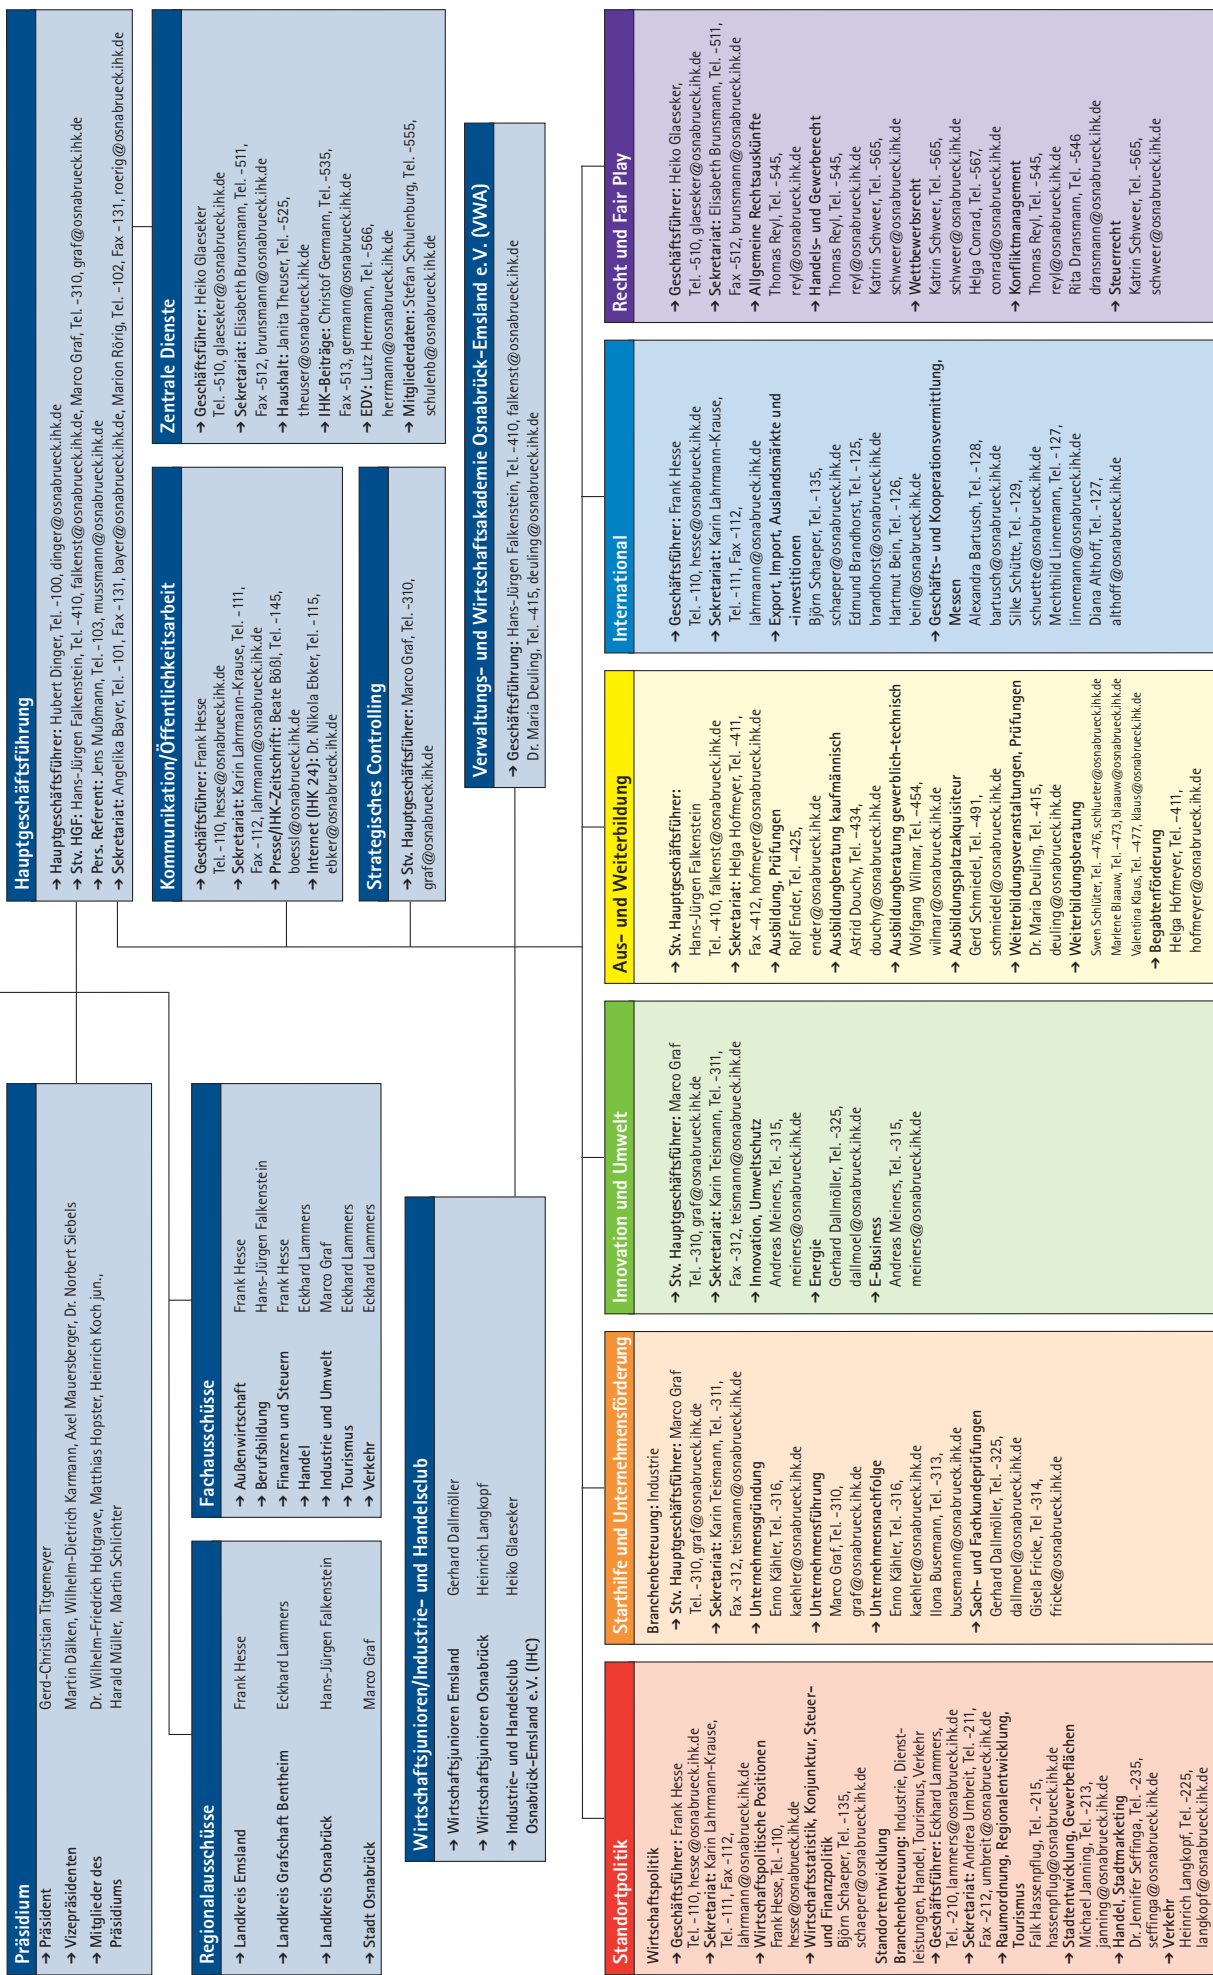 Präsidium
→ Präsident Gerd-Christian Titgemeyer
→ Vizepräsidenten Martin Dälken, Wilhelm-Dietrich Karmann, Axel Mauersberger, Dr. Norbert Siebels
→ Mitglieder des Dr. Wilhelm-Friedrich Holtgrave, Matthias Hopster, Heinrich Koch jun.,
Präsidiums Harald Müller, Martin Schlichter
Hauptgeschäftsführung
→ Hauptgeschäftsführer: Hubert Dinger, Tel. -100, dinger@osnabrueck.ihk.de
→ Stv. HGF: Hans-Jürgen Falkenstein, Tel. -410, falkenst@osnabrueck.ihk.de, Marco Graf, Tel. -310, graf@osnabrueck.ihk.de
→ Pers. Referent: Jens Mußmann, Tel. -103, mussmann@osnabrueck.ihk.de
→ Sekretariat: Angelika Bayer, Tel. -101, Fax -131, bayer@osnabrueck.ihk.de, Marion Rörig, Tel. -102, Fax -131, roerig@osnabrueck.ihk.de
Regionalausschüsse
→ Landkreis Emsland Frank Hesse
→ Landkreis Grafschaft Bentheim Eckhard Lammers
→ Landkreis Osnabrück Hans-Jürgen Falkenstein
→ Stadt Osnabrück Marco Graf
Fachausschüsse
→ Außenwirtschaft Frank Hesse
→ Berufsbildung Hans-Jürgen Falkenstein
→ Finanzen und Steuern Frank Hesse
→ Handel Eckhard Lammers
→ Industrie und Umwelt Marco Graf
→ Tourismus Eckhard Lammers
→ Verkehr Eckhard Lammers
Kommunikation/Öffentlichkeitsarbeit
→ Geschäftsführer: Frank Hesse
Tel. -110, hesse@osnabrueck.ihk.de
→ Sekretariat: Karin Lahrmann-Krause, Tel. -111,
Fax -112, lahrmann@osnabrueck.ihk.de
→ Presse/IHK-Zeitschrift: Beate Bößl, Tel. -145,
boessl@osnabrueck.ihk.de
→ Internet (IHK 24): Dr. Nikola Ebker, Tel. -115,
ebker@osnabrueck.ihk.de
Zentrale Dienste
→ Geschäftsführer: Heiko Glaeseker
Tel. -510, glaeseker@osnabrueck.ihk.de
→ Sekretariat: Elisabeth Brunsmann, Tel. -511,
Fax -512, brunsmann@osnabrueck.ihk.de
→ Haushalt: Janita Theuser, Tel. -525,
theuser@osnabrueck.ihk.de
→ IHK-Beiträge: Christof Germann, Tel. -535,
Fax -513, germann@osnabrueck.ihk.de
→ EDV: Lutz Herrmann, Tel. -566,
herrmann@osnabrueck.ihk.de
→ Mitgliederdaten: Stefan Schulenburg, Tel. -555,
schulenb@osnabrueck.ihk.de
Strategisches Controlling
→ Stv. Hauptgeschäftsführer: Marco Graf, Tel. -310,
graf@osnabrueck.ihk.de
Wirtschaftsjunioren/Industrie- und Handelsclub
→ Wirtschaftsjunioren Emsland Gerhard Dallmöller
→ Wirtschaftsjunioren Osnabrück Heinrich Langkopf
→ Industrie- und Handelsclub Heiko Glaeseker
Osnabrück-Emsland e.V. (IHC)
Verwaltungs- und Wirtschaftsakademie Osnabrück-Emsland e.V. (VWA)
→ Geschäftsführung: Hans-Jürgen Falkenstein, Tel. -410, falkenst@osnabrueck.ihk.de
Dr. Maria Deuling, Tel. -415, deuling@osnabrueck.ihk.de
Standortpolitik
Wirtschaftspolitik
→ Geschäftsführer: Frank Hesse
Tel. -110, hesse@osnabrueck.ihk.de
→ Sekretariat: Karin Lahrmann-Krause,
Tel. -111, Fax -112,
lahrmann@osnabrueck.ihk.de
→ Wirtschaftspolitische Positionen
Frank Hesse, Tel. -110,
hesse@osnabrueck.ihk.de
→ Wirtschaftsstatistik, Konjunktur, Steuer-
und Finanzpolitik
Björn Schaeper, Tel. -135,
schaeper@osnabrueck.ihk.de
Standortentwicklung
Branchenbetreuung: Industrie, Dienst-
leistungen, Handel, Tourismus, Verkehr
→ Geschäftsführer: Eckhard Lammers,
Tel. -210, lammers@osnabrueck.ihk.de
→ Sekretariat: Andrea Umbreit, Tel. -211,
Fax -212, umbreit@osnabrueck.ihk.de
→ Raumordnung, Regionalentwicklung,
Tourismus
Falk Hassenpflug, Tel. -215,
hassenpflug@osnabrueck.ihk.de
→ Stadtentwicklung, Gewerbeflächen
Michael Janning, Tel. -213,
janning@osnabrueck.ihk.de
→ Handel, Stadtmarketing
Dr. Jennifer Seffinga, Tel. -235,
seffinga@osnabrueck.ihk.de
→ Verkehr
Heinrich Langkopf, Tel. -225,
langkopf@osnabrueck.ihk.de
Starthilfe und Unternehmensförderung
Branchenbetreuung: Industrie
→ Stv. Hauptgeschäftsführer: Marco Graf
Tel. -310, graf@osnabrueck.ihk.de
→ Sekretariat: Karin Teismann, Tel. -311,
Fax -312, teismann@osnabrueck.ihk.de
→ Unternehmensgründung
Enno Kähler, Tel. -316,
kaehler@osnabrueck.ihk.de
→ Unternehmensführung
Marco Graf, Tel. -310,
graf@osnabrueck.ihk.de
→ Unternehmensnachfolge
Enno Kähler, Tel. -316,
kaehler@osnabrueck.ihk.de
Ilona Busemann, Tel. -313,
busemann@osnabrueck.ihk.de
→ Sach- und Fachkundeprüfungen
Gerhard Dallmöller, Tel. -325,
dallmoel@osnabrueck.ihk.de
Gisela Fricke, Tel -314,
fricke@osnabrueck.ihk.de
Innovation und Umwelt
→ Stv. Hauptgeschäftsführer: Marco Graf
Tel. -310, graf@osnabrueck.ihk.de
→ Sekretariat: Karin Teismann, Tel. -311,
Fax -312, teismann@osnabrueck.ihk.de
→ Innovation, Umweltschutz
Andreas Meiners, Tel. -315,
meiners@osnabrueck.ihk.de
→ Energie
Gerhard Dallmöller, Tel. -325,
dallmoel@osnabrueck.ihk.de
→ E-Business
Andreas Meiners, Tel. -315,
meiners@osnabrueck.ihk.de
Aus- und Weiterbildung
→ Stv. Hauptgeschäftsführer:
Hans-Jürgen Falkenstein
Tel. -410, falkenst@osnabrueck.ihk.de
→ Sekretariat: Helga Hofmeyer, Tel. -411,
Fax -412, hofmeyer@osnabrueck.ihk.de
→ Ausbildung, Prüfungen
Rolf Ender, Tel. -425,
ender@osnabrueck.ihk.de
→ Ausbildungberatung kaufmännisch
Astrid Douchy, Tel. -434,
douchy@osnabrueck.ihk.de
→ Ausbildungberatung gewerblich-technisch
Wolfgang Wilmar, Tel. -454,
wilmar@osnabrueck.ihk.de
→ Ausbildungsplatzakquisiteur
Gerd Schmiedel, Tel. -491,
schmiedel@osnabrueck.ihk.de
→ Weiterbildungsveranstaltungen, Prüfungen
Dr. Maria Deuling, Tel. -415,
deuling@osnabrueck.ihk.de
→ Weiterbildungsberatung
Swen Schlüter, Tel. -476, schlueter@osnabrueck.ihk.de
Marlene Blaauw, Tel. -473, blaauw@osnabrueck.ihk.de
Valentina Klaus, Tel. -477, klaus@osnabrueck.ihk.de
→ Begabtenförderung
Helga Hofmeyer, Tel. -411,
hofmeyer@osnabrueck.ihk.de
International
→ Geschäftsführer: Frank Hesse
Tel. -110, hesse@osnabrueck.ihk.de
→ Sekretariat: Karin Lahrmann-Krause,
Tel. -111, Fax -112,
lahrmann@osnabrueck.ihk.de
→ Export, Import, Auslandsmärkte und
-investitionen
Björn Schaeper, Tel. -135,
schaeper@osnabrueck.ihk.de
Edmund Brandhorst, Tel. -125,
brandhorst@osnabrueck.ihk.de
Hartmut Bein, Tel. -126,
bein@osnabrueck.ihk.de
→ Geschäfts- und Kooperationsvermittlung,
Messen
Alexandra Bartusch, Tel. -128,
bartusch@osnabrueck.ihk.de
Silke Schütte, Tel. -129,
schuette@osnabrueck.ihk.de
Mechthild Linnemann, Tel. -127,
linnemann@osnabrueck.ihk.de
Diana Althoff, Tel. -127,
althoff@osnabrueck.ihk.de
Recht und Fair Play
→ Geschäftsführer: Heiko Glaeseker,
Tel. -510, glaeseker@osnabrueck.ihk.de
→ Sekretariat: Elisabeth Brunsmann, Tel. -511,
Fax -512, brunsmann@osnabrueck.ihk.de
→ Allgemeine Rechtsauskünfte
Thomas Reyl, Tel. -545,
reyl@osnabrueck.ihk.de
→ Handels- und Gewerberecht
Thomas Reyl, Tel. -545,
reyl@osnabrueck.ihk.de
Katrin Schweer, Tel. -565,
schweer@osnabrueck.ihk.de
→ Wettbewerbsrecht
Katrin Schweer, Tel. -565,
schweer@osnabrueck.ihk.de
Helga Conrad, Tel. -567,
conrad@osnabrueck.ihk.de
→ Konfliktmanagement
Thomas Reyl, Tel. -545,
reyl@osnabrueck.ihk.de
Rita Dransmann, Tel. -546
dransmann@osnabrueck.ihk.de
→ Steuerrecht
Katrin Schweer, Tel. -565,
schweer@osnabrueck.ihk.de